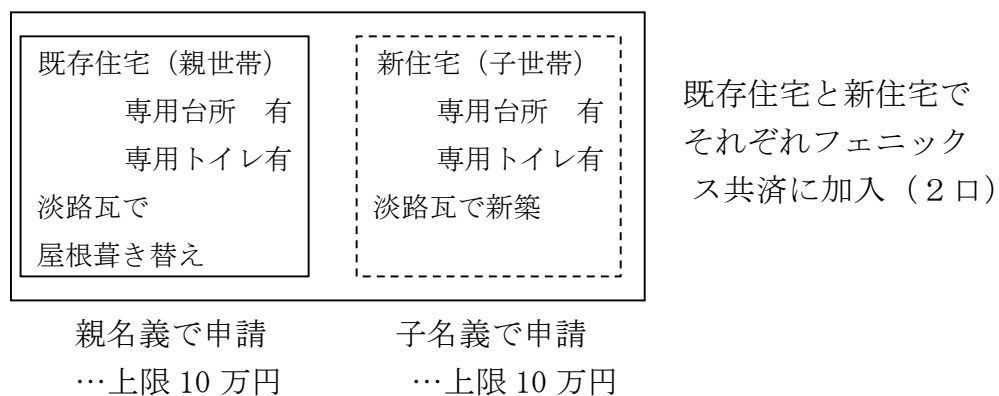 既存住宅（親世帯）
専用台所　有
専用トイレ有
淡路瓦で
屋根葺き替え
新住宅（子世帯）
専用台所　有
専用トイレ有
淡路瓦で新築
既存住宅と新住宅で
それぞれフェニック
ス共済に加入（２口）
親名義で申請
…上限 10 万円
子名義で申請
…上限 10 万円